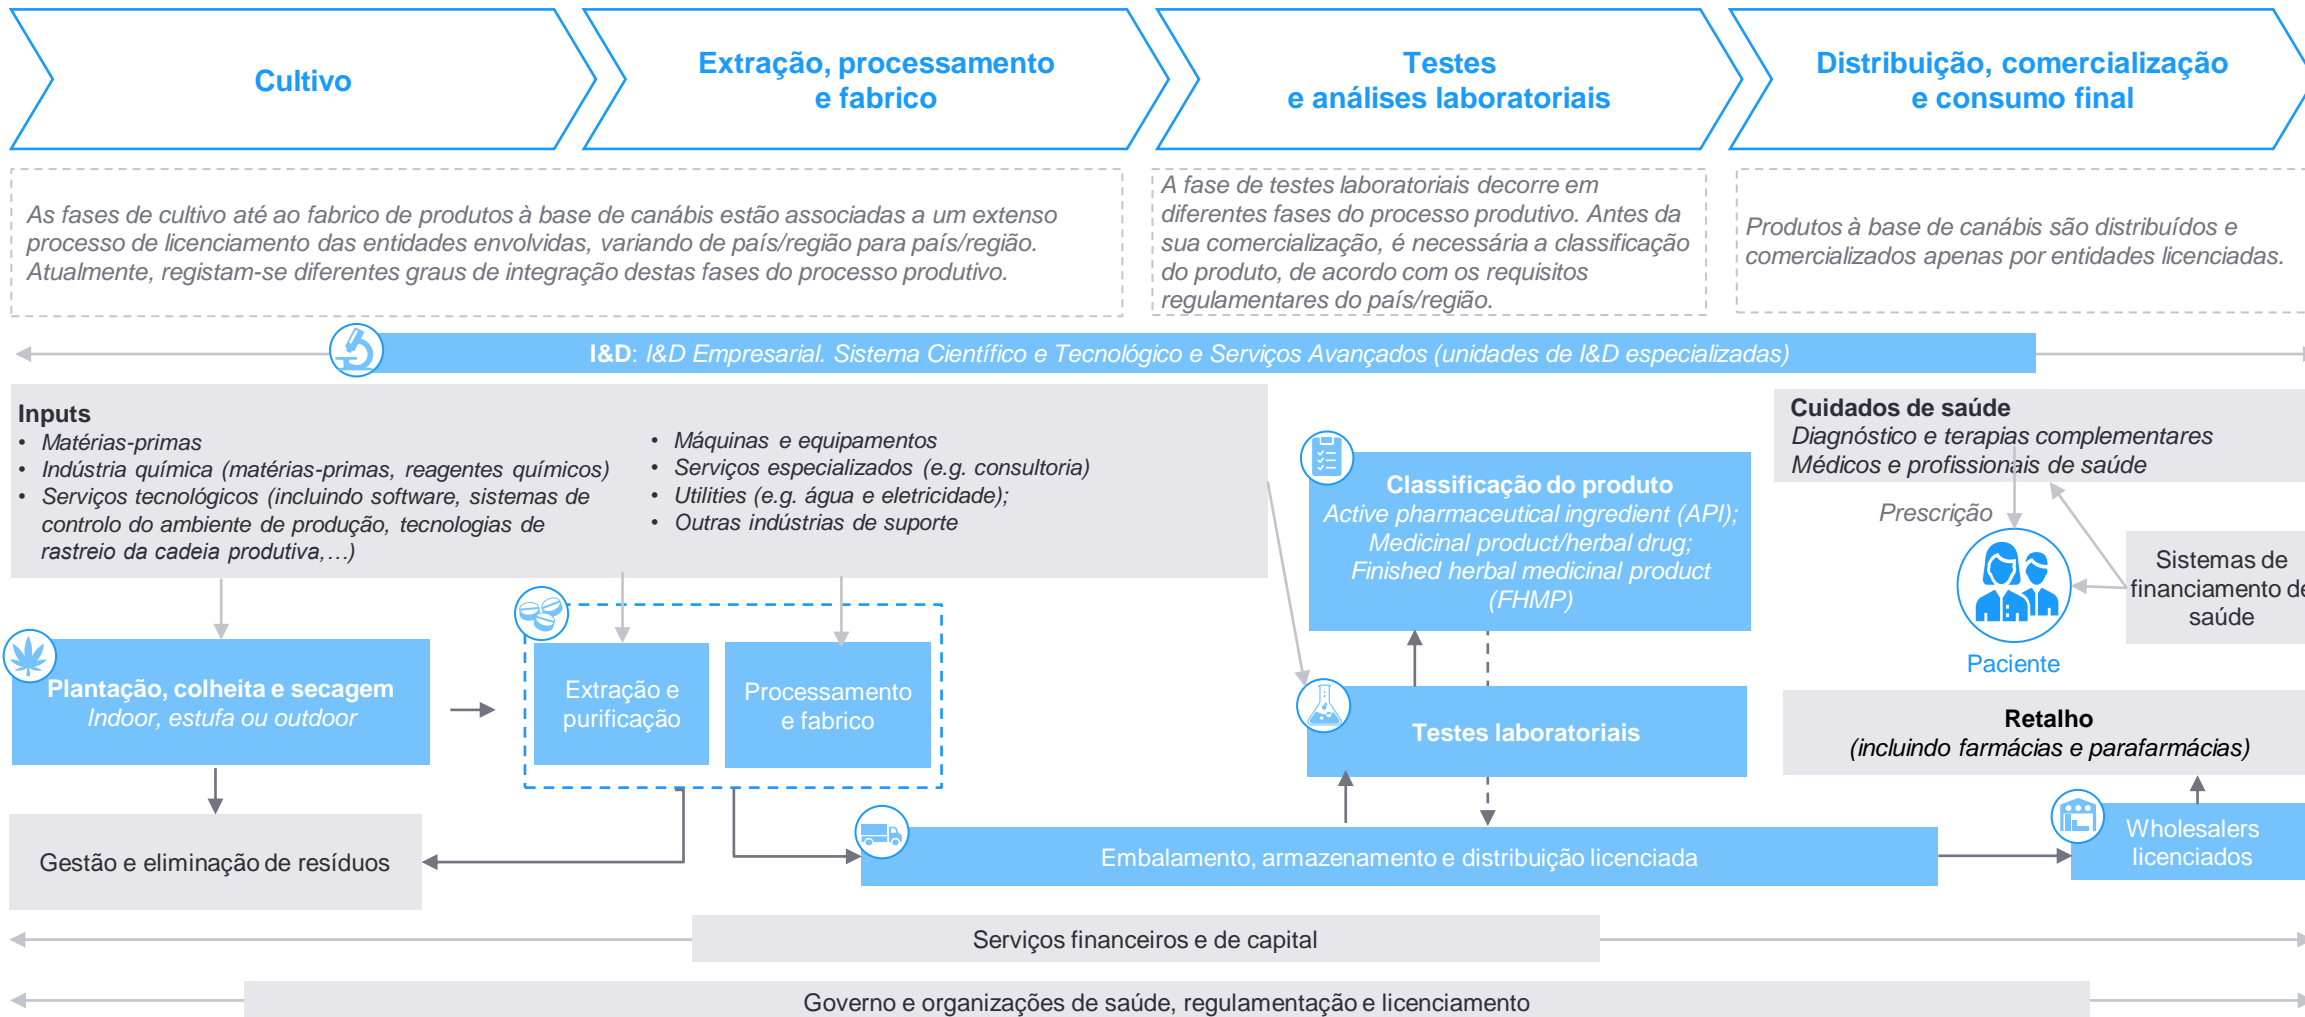 Cultivo
Extração, processamento
e fabrico
Testes
e análises laboratoriais
Distribuição, comercialização
e consumo final
As fases de cultivo até ao fabrico de produtos à base de canábis estão associadas a um extenso
processo de licenciamento das entidades envolvidas, variando de país/região para país/região.
Atualmente, registam-se diferentes graus de integração destas fases do processo produtivo.
A fase de testes laboratoriais decorre em
diferentes fases do processo produtivo. Antes da
sua comercialização, é necessária a classificação
do produto, de acordo com os requisitos
regulamentares do país/região.
Produtos à base de canábis são distribuídos e
comercializados apenas por entidades licenciadas.
I&D: I&D Empresarial. Sistema Científico e Tecnológico e Serviços Avançados (unidades de I&D especializadas)
Inputs
• Matérias-primas
• Indústria química (matérias-primas, reagentes químicos)
• Serviços tecnológicos (incluindo software, sistemas de
controlo do ambiente de produção, tecnologias de
rastreio da cadeia produtiva,…)
• Máquinas e equipamentos
• Serviços especializados (e.g. consultoria)
• Utilities (e.g. água e eletricidade);
• Outras indústrias de suporte
Classificação do produto
Active pharmaceutical ingredient (API);
Medicinal product/herbal drug;
Finished herbal medicinal product
(FHMP)
Cuidados de saúde
Diagnóstico e terapias complementares
Médicos e profissionais de saúde
Prescrição
Sistemas de
financiamento de
saúde
Paciente
Plantação, colheita e secagem
Indoor, estufa ou outdoor
Extração e
purificação
Processamento
e fabrico
Testes laboratoriais
Retalho
(incluindo farmácias e parafarmácias)
Gestão e eliminação de resíduos
Embalamento, armazenamento e distribuição licenciada
Wholesalers
licenciados
Serviços financeiros e de capital
Governo e organizações de saúde, regulamentação e licenciamento